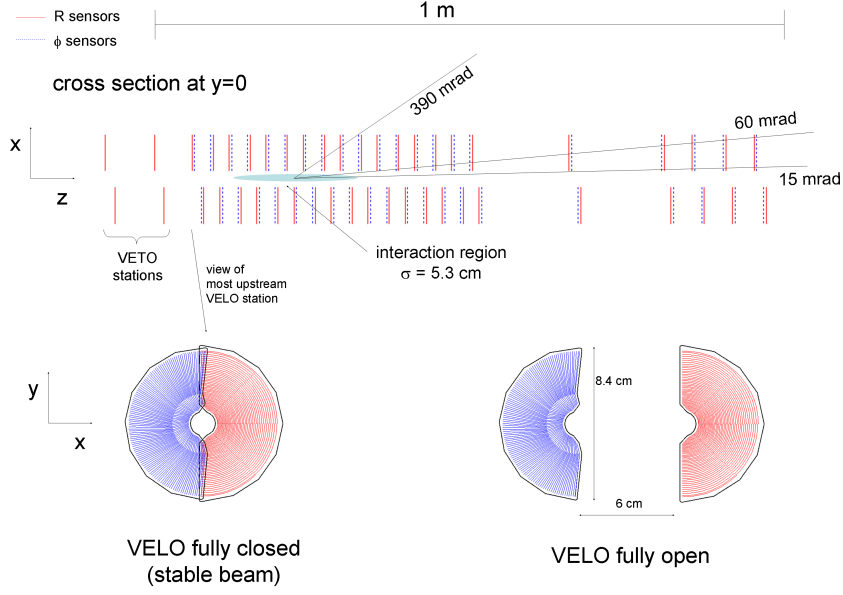 R sensors
ϕ sensors
1 m
cross section at y=0
390 mrad
60 mrad
15 mrad
x
z
VETO
stations
view of
most upstream
VELO station
interaction region
σ = 5.3 cm
y
x
8.4 cm
6 cm
VELO fully closed
(stable beam)
VELO fully open